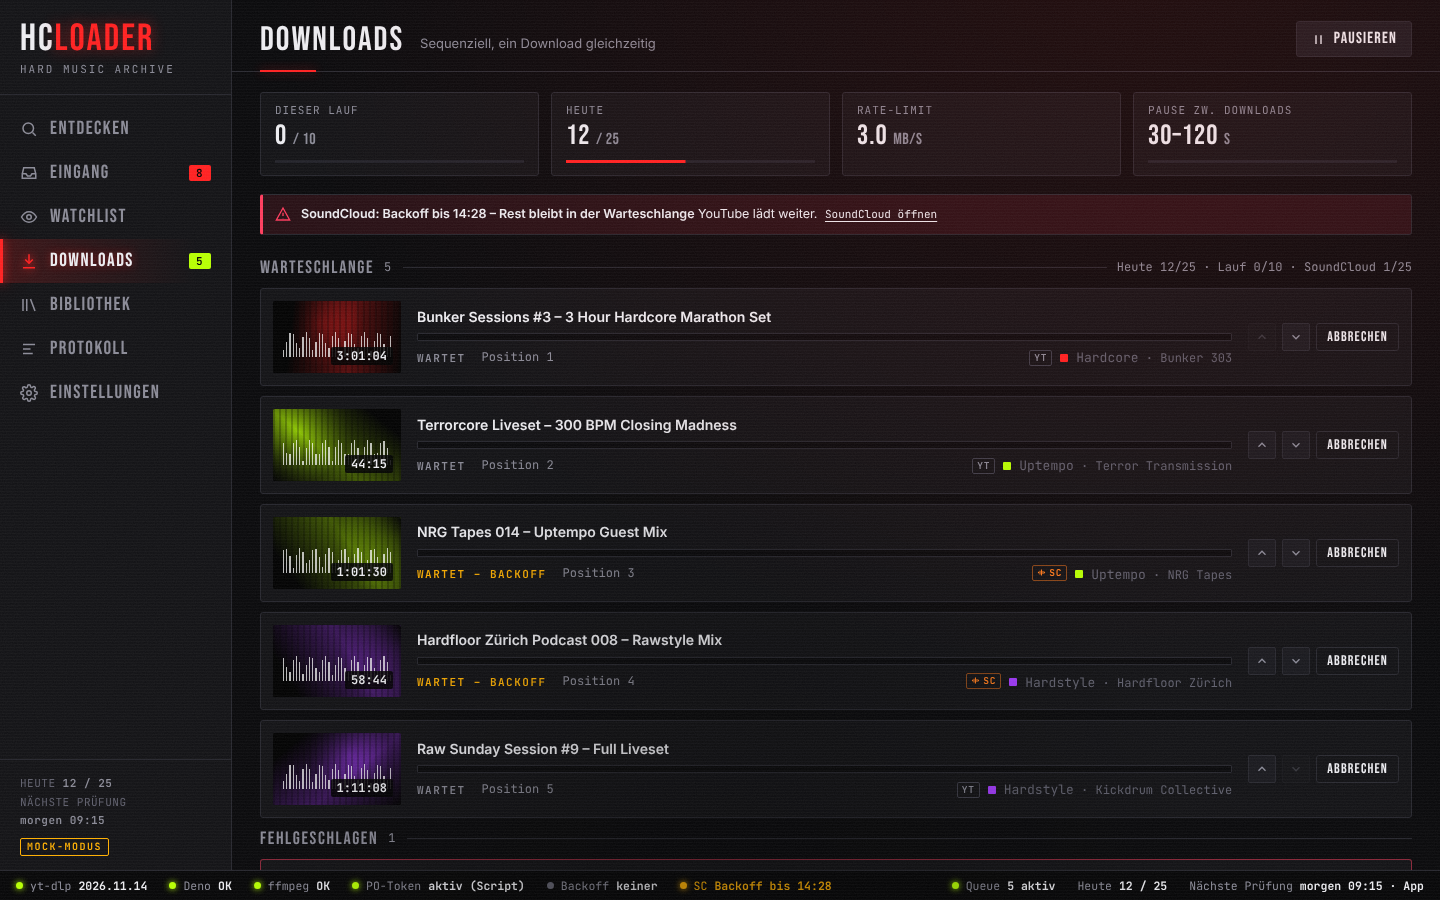 HCLOADER
HARD MUSIC ARCHIVE
ENTDECKEN
EINGANG 8
WATCHLIST
DOWNLOADS 5
BIBLIOTHEK
PROTOKOLL
EINSTELLUNGEN
HEUTE 12 / 25
NÄCHSTE PRÜFUNG
morgen 09:15
MOCK-MODUS
DOWNLOADS Sequenziell, ein Download gleichzeitig
PAUSIEREN
DIESER LAUF
0 / 10
HEUTE
12 / 25
RATE-LIMIT
3.0 MB/S
PAUSE ZW. DOWNLOADS
30–120 S
SoundCloud: Backoff bis 14:28 – Rest bleibt in der Warteschlange YouTube lädt weiter. SoundCloud öffnen
WARTESCHLANGE 5
Heute 12/25 · Lauf 0/10 · SoundCloud 1/25
3:01:04
Bunker Sessions #3 – 3 Hour Hardcore Marathon Set
WARTET Position 1
YT Hardcore · Bunker 303
ABBRECHEN
44:15
Terrorcore Liveset – 300 BPM Closing Madness
WARTET Position 2
YT Uptempo · Terror Transmission
ABBRECHEN
1:01:30
NRG Tapes 014 – Uptempo Guest Mix
WARTET – BACKOFF Position 3
SC Uptempo · NRG Tapes
ABBRECHEN
58:44
Hardfloor Zürich Podcast 008 – Rawstyle Mix
WARTET – BACKOFF Position 4
SC Hardstyle · Hardfloor Zürich
ABBRECHEN
1:11:08
Raw Sunday Session #9 – Full Liveset
WARTET Position 5
YT Hardstyle · Kickdrum Collective
ABBRECHEN
FEHLGESCHLAGEN 1
yt-dlp 2026.11.14 Deno OK ffmpeg OK PO-Token aktiv (Script) Backoff keiner SC Backoff bis 14:28 Queue 5 aktiv Heute 12 / 25 Nächste Prüfung morgen 09:15 · App